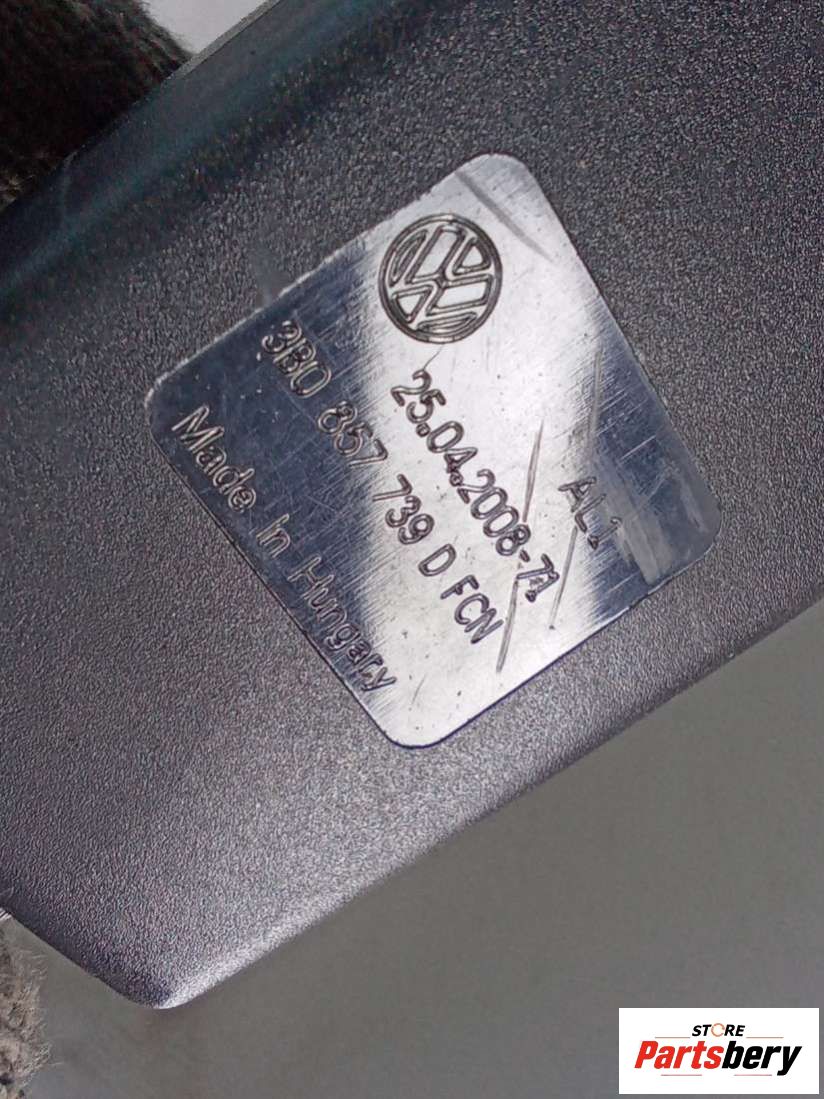 AL1
25.04.2008-71
3B0 857 739 D FCN
Made In Hungary
STORE
Partsbery